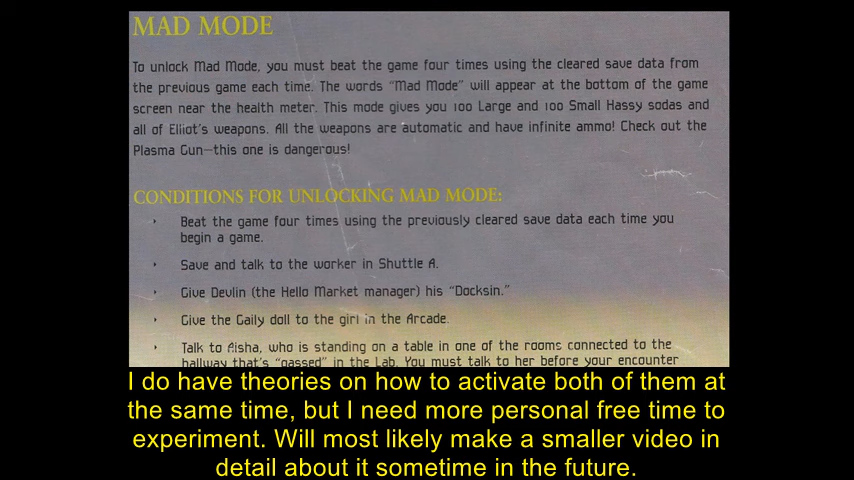 MAD MODE
To unlock Mad Mode, you must beat the game four times using the cleared save data from
the previous game each time. The words “Mad Mode” will appear at the bottom of the game
screen near the health meter. This mode gives you 100 Large and 100 Small Hassy sodas and
all of Elliot’s weapons. All the weapons are automatic and have infinite ammo! Check out the
Plasma Gun—this one is dangerous!
CONDITIONS FOR UNLOCKING MAD MODE:
Beat the game four times using the previously cleared save data each time you
begin a game.
Save and talk to the worker in Shuttle A.
Give Devlin (the Hello Market manager) his “Docksin.”
Give the Gaily doll to the girl in the Arcade.
Talk to Aisha, who is standing on a table in one of the rooms connected to the
hallway that’s “gassed” in the Lab. You must talk to her before your encounter
I do have theories on how to activate both of them at
the same time, but I need more personal free time to
experiment. Will most likely make a smaller video in
detail about it sometime in the future.